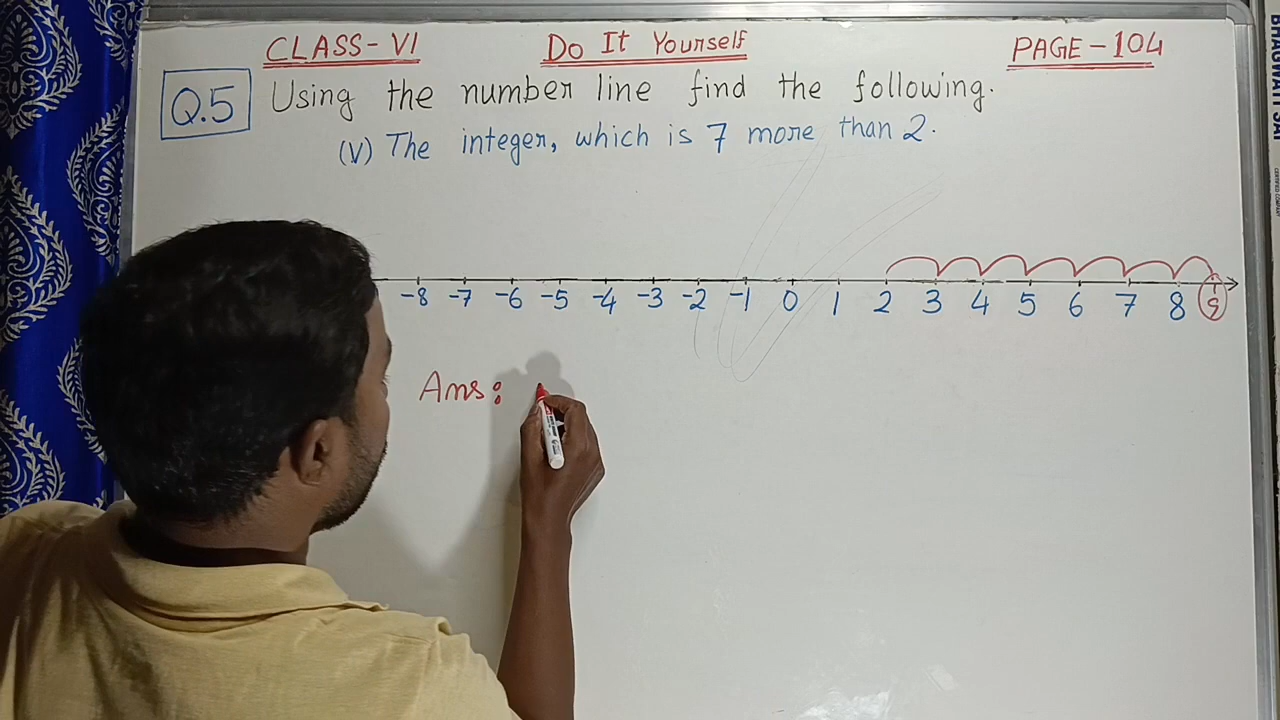 CLASS-VI Do It Yourself PAGE-104
Q.5 Using the number line find the following.
(V) The integer, which is 7 more than 2.
-8 -7 -6 -5 -4 -3 -2 -1 0 1 2 3 4 5 6 7 8 9
Ans: